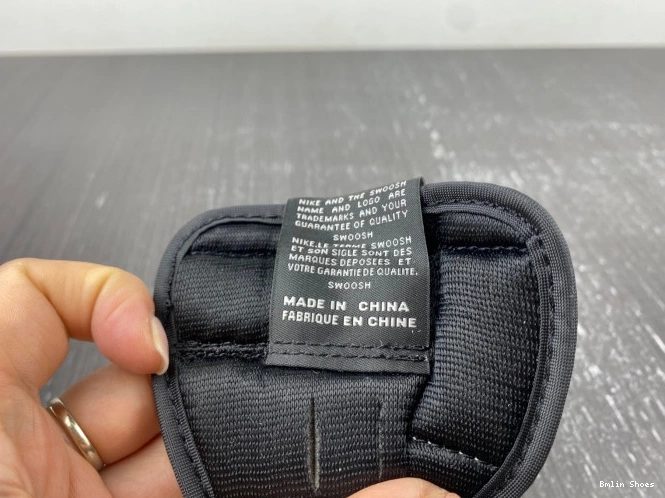 NIKE AND THE SWOOSH
NAME AND LOGO ARE
TRADEMARKS AND YOUR
GUARANTEE OF QUALITY
SWOOSH
NIKE,LE TERME SWOOSH
ET SON SIGLE SONT DES
MARQUES DEPOSEES ET
VOTRE GARANTIE DE QUALITE,
SWOOSH
MADE IN CHINA
FABRIQUE EN CHINE
Bmlin Shoes